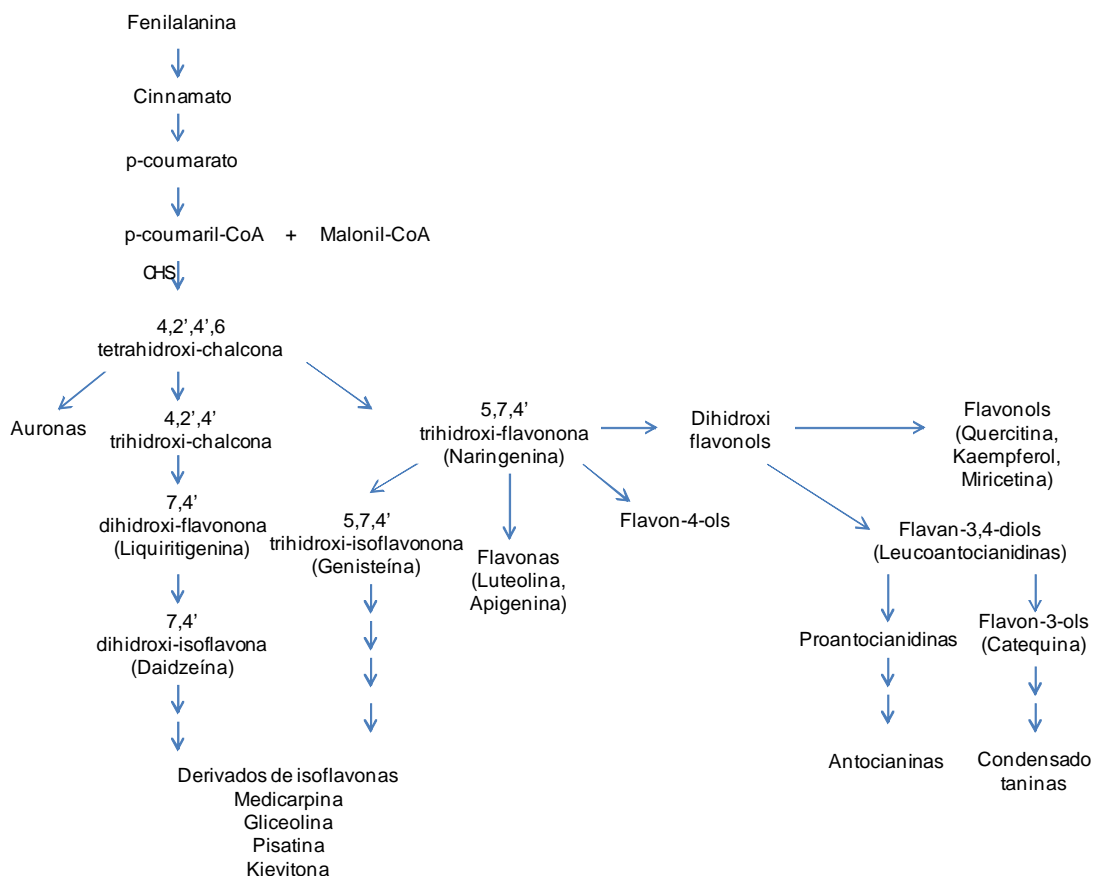 Fenilalanina
Cinnamato
p-coumarato
p-coumaril-CoA + Malonil-CoA
CHS
4,2’,4’,6
tetrahidroxi-chalcona
Auronas
4,2’,4’
trihidroxi-chalcona
5,7,4’
trihidroxi-flavonona
(Naringenina)
Dihidroxi
flavonols
Flavonols
(Quercitina,
Kaempferol,
Miricetina)
7,4’
dihidroxi-flavonona
(Liquiritigenina)
5,7,4’
trihidroxi-isoflavonona
(Genisteína)
Flavonas
(Luteolina,
Apigenina)
Flavon-4-ols
Flavan-3,4-diols
(Leucoantocianidinas)
7,4’
dihidroxi-isoflavona
(Daidzeína)
Proantocianidinas
Flavon-3-ols
(Catequina)
Derivados de isoflavonas
Medicarpina
Gliceolina
Pisatina
Kievitona
Antocianinas
Condensado
taninas